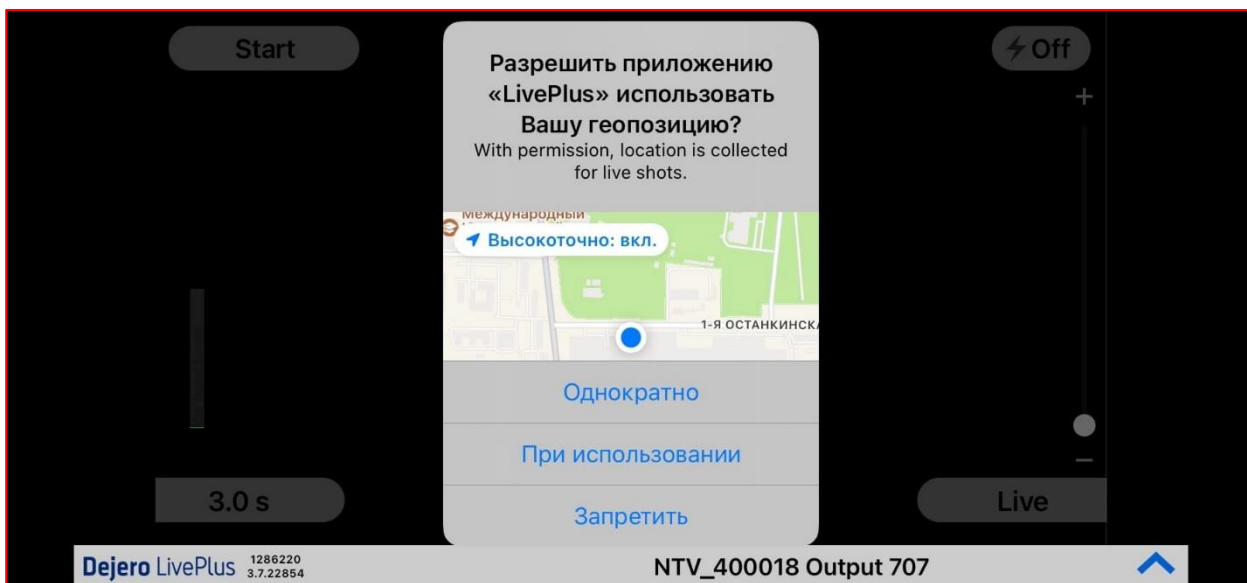 Start
Off
Разрешить приложению
«LivePlus» использовать
Вашу геопозицию?
With permission, location is collected
for live shots.
+
Международный
Высокоточно: вкл.
1-Я ОСТАНКИНСК
Однократно
При использовании
Запретить
−
3.0 s
Live
Dejero LivePlus 1286220
3.7.22854
NTV_400018 Output 707